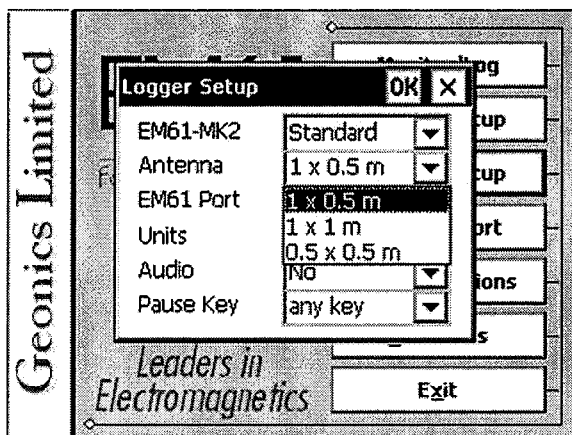 Geonics Limited
Logger Setup
OK
EM61-MK2
Standard
Antenna
1 x 0.5 m
EM61 Port
1 x 0.5 m
1 x 1 m
0.5 x 0.5 m
Units
Audio
No
Pause Key
any key
Leaders in
Electromagnetics
Exit